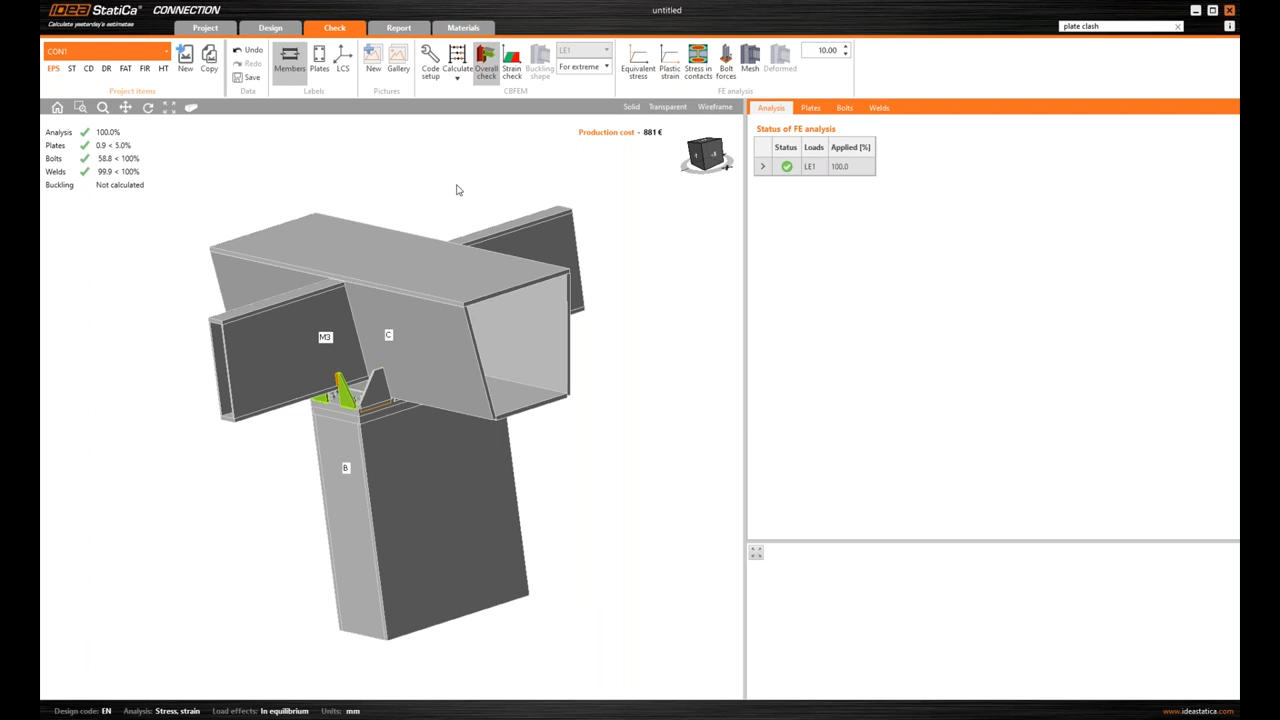 IDEA StatiCa® CONNECTION
Calculate yesterday's estimates
untitled
Project Design Check Report Materials
plate clash
CON1
EPS ST CD DR FAT FIR HT
New Copy
Project items
Undo
Redo
Save
Data
Members Plates LCS
Labels
New Gallery
Pictures
Code setup
Calculate
Overall check
Strain check
Buckling shape
LE1
For extreme
CBFEM
Equivalent stress
Plastic strain
Stress in contacts
Bolt forces
Mesh
Deformed
10.00
FE analysis
Solid Transparent Wireframe
Analysis 100.0%
Plates 0.9 < 5.0%
Bolts 58.8 < 100%
Welds 99.9 < 100%
Buckling Not calculated
Production cost - 881 €
M3
C
B
Analysis Plates Bolts Welds
Status of FE analysis
Status Loads Applied [%]
LE1 100.0
Design code: EN Analysis: Stress, strain Load effects: In equilibrium Units: mm
www.ideastatica.com